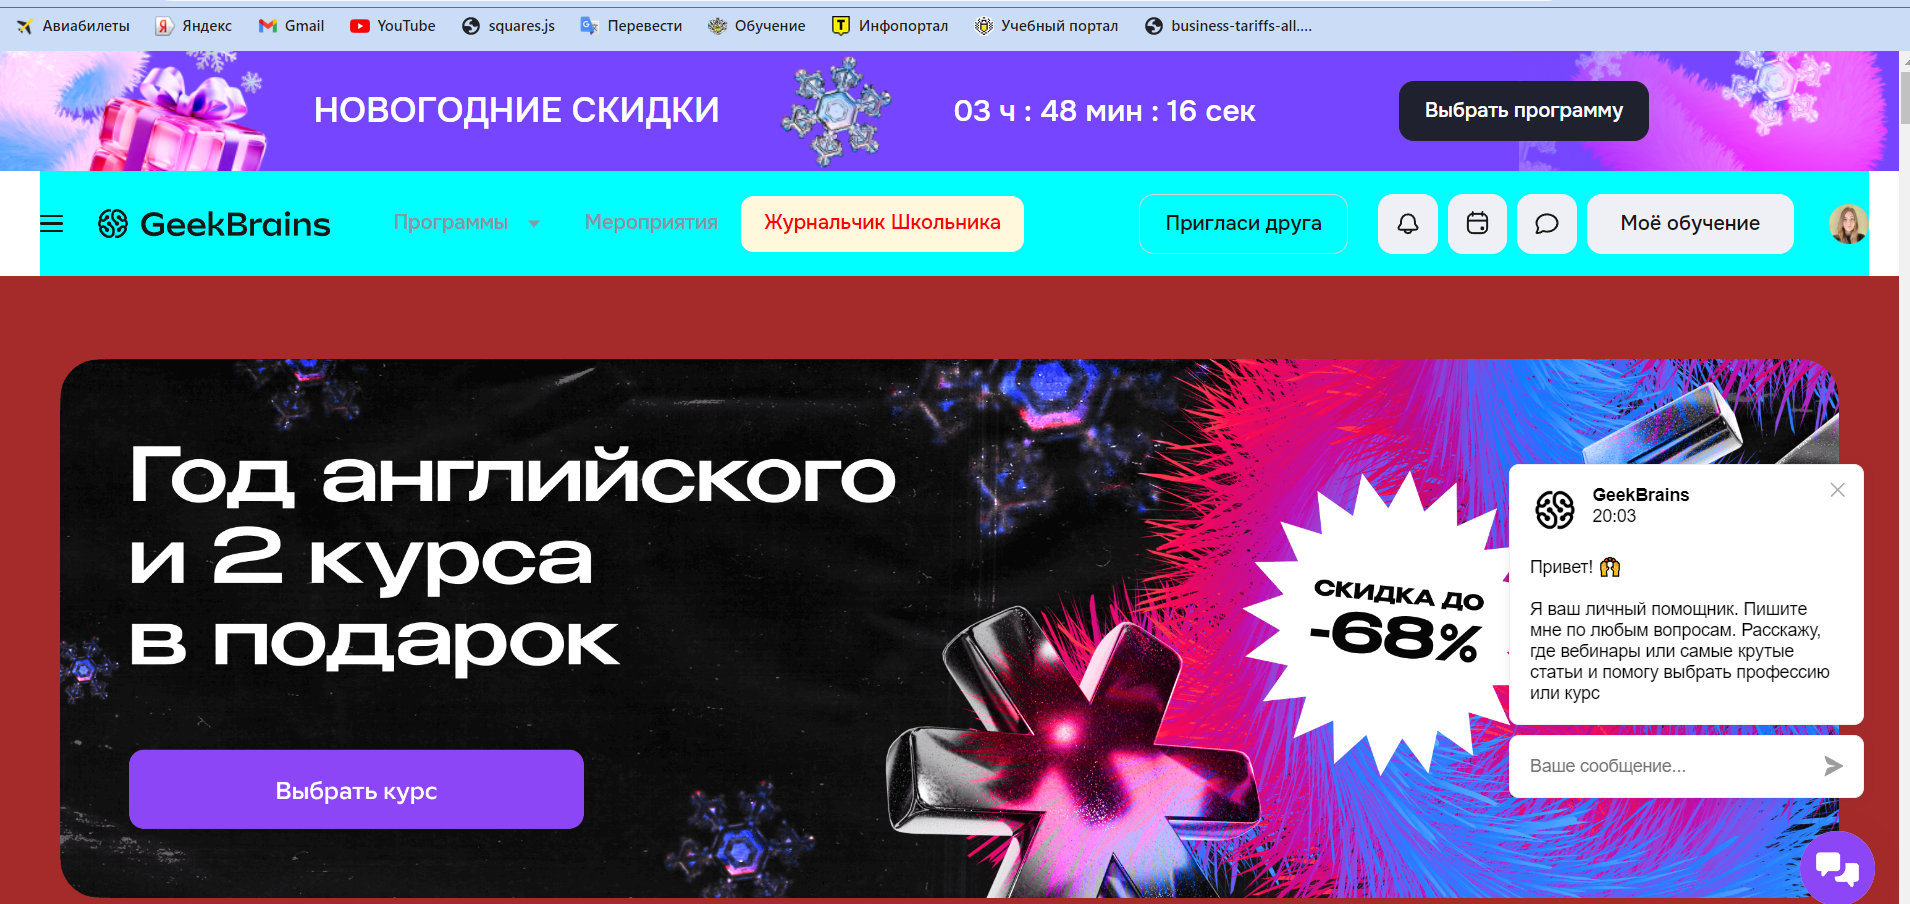 Авиабилеты
Яндекс
Gmail
YouTube
squares.js
Перевести
Обучение
Инфопортал
Учебный портал
business-tariffs-all....
НОВОГОДНИЕ СКИДКИ
03 ч : 48 мин : 16 сек
Выбрать программу
GeekBrains
Программы
Мероприятия
Журнальчик Школьника
Пригласи друга
Моё обучение
Год английского
и 2 курса
в подарок
Выбрать курс
СКИДКА ДО
-68%
GeekBrains
20:03
Привет!
Я ваш личный помощник. Пишите
мне по любым вопросам. Расскажу,
где вебинары или самые крутые
статьи и помогу выбрать профессию
или курс
Ваше сообщение...